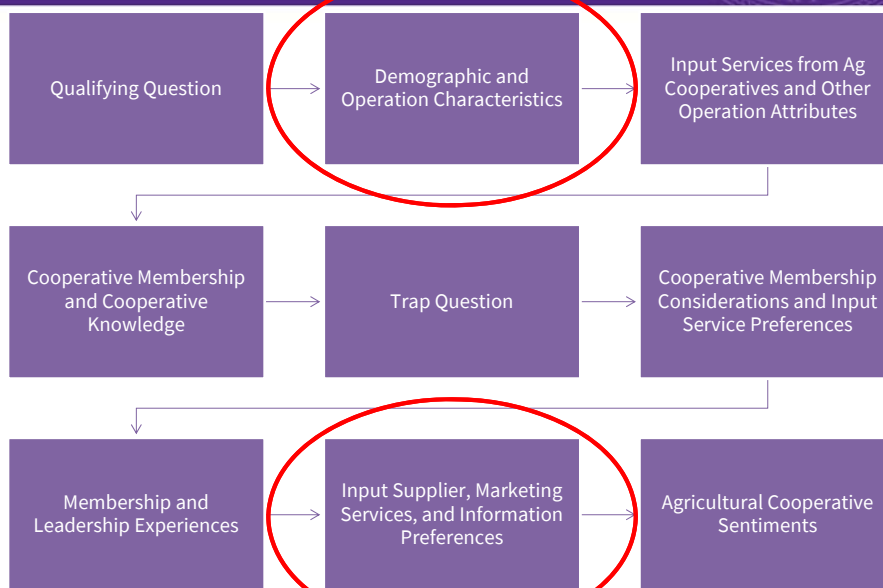 Qualifying Question
Demographic and
Operation Characteristics
Input Services from Ag
Cooperatives and Other
Operation Attributes
Cooperative Membership
and Cooperative
Knowledge
Trap Question
Cooperative Membership
Considerations and Input
Service Preferences
Membership and
Leadership Experiences
Input Supplier, Marketing
Services, and Information
Preferences
Agricultural Cooperative
Sentiments